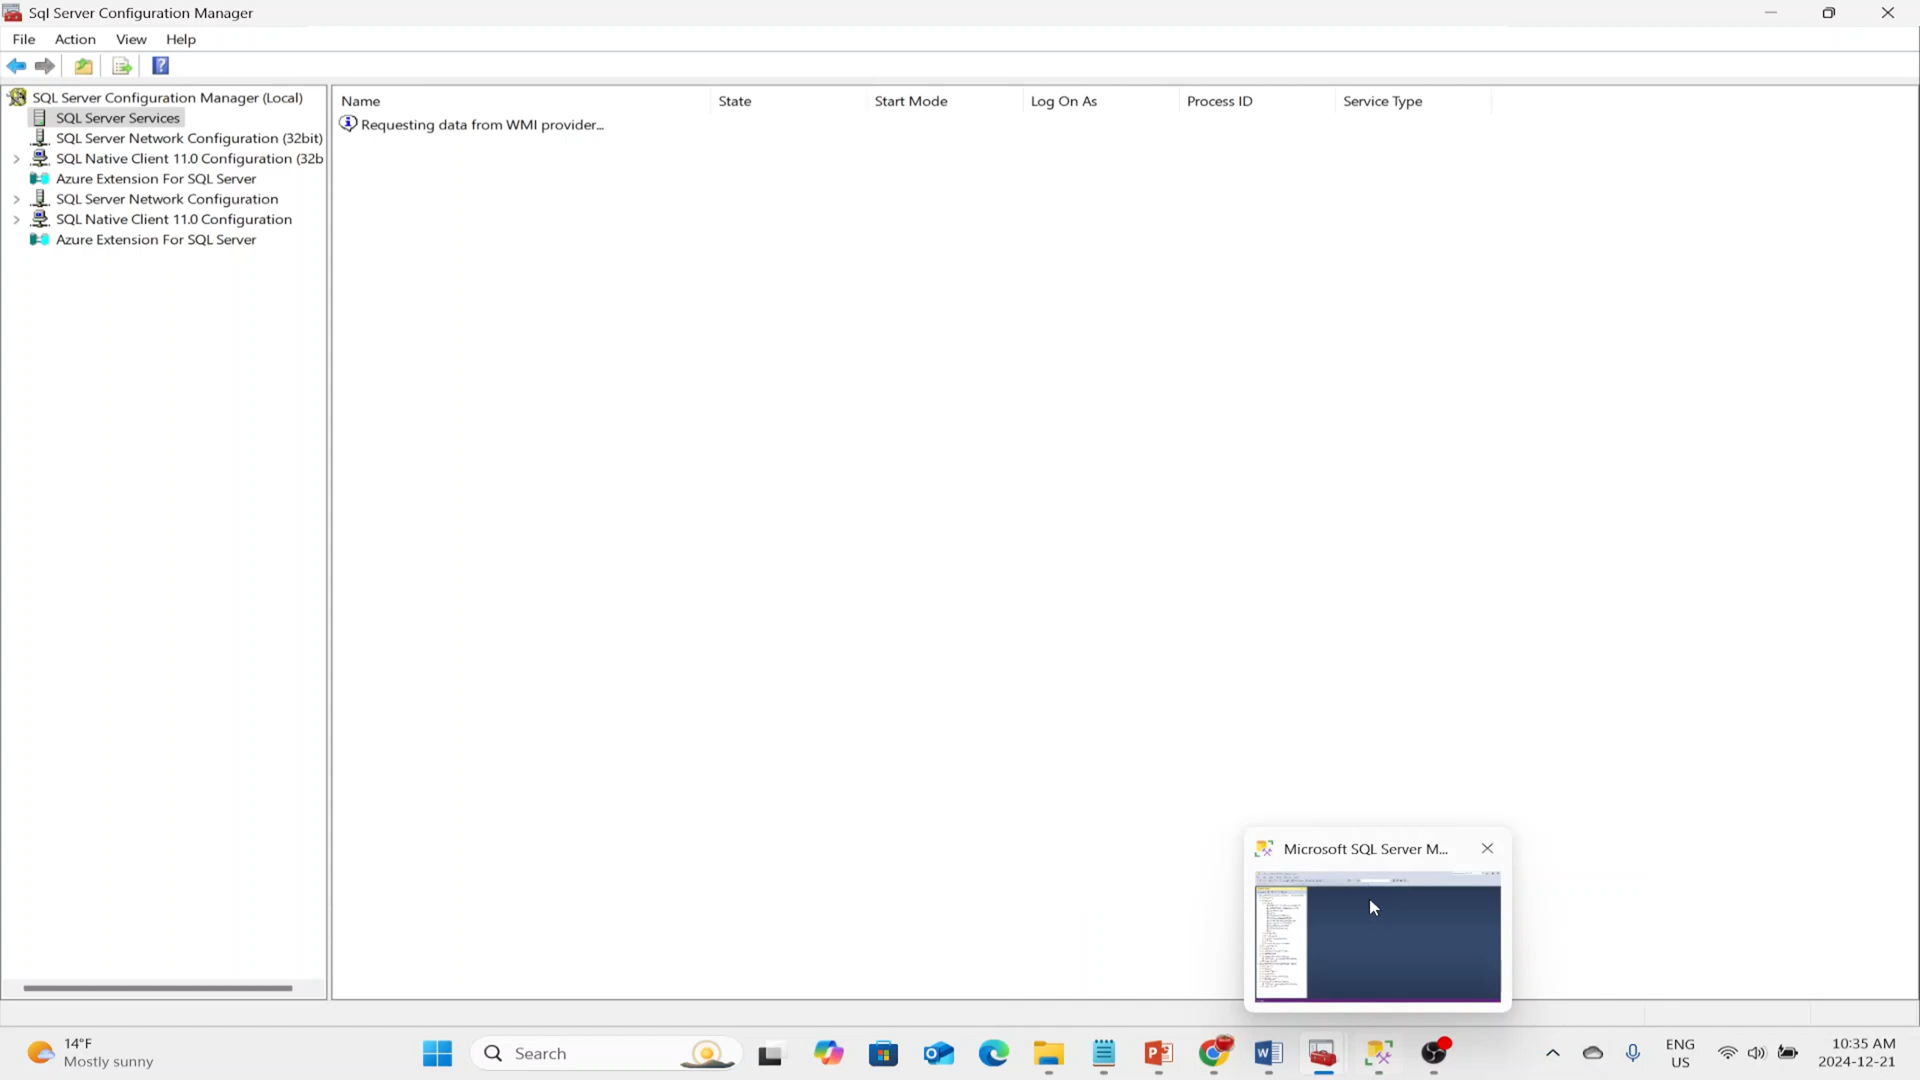 Sql Server Configuration Manager
File Action View Help
SQL Server Configuration Manager (Local)
SQL Server Services
SQL Server Network Configuration (32bit)
SQL Native Client 11.0 Configuration (32b
Azure Extension For SQL Server
SQL Server Network Configuration
SQL Native Client 11.0 Configuration
Azure Extension For SQL Server
Name State Start Mode Log On As Process ID Service Type
Requesting data from WMI provider...
Microsoft SQL Server M...
14°F
Mostly sunny
Search
ENG
US
10:35 AM
2024-12-21